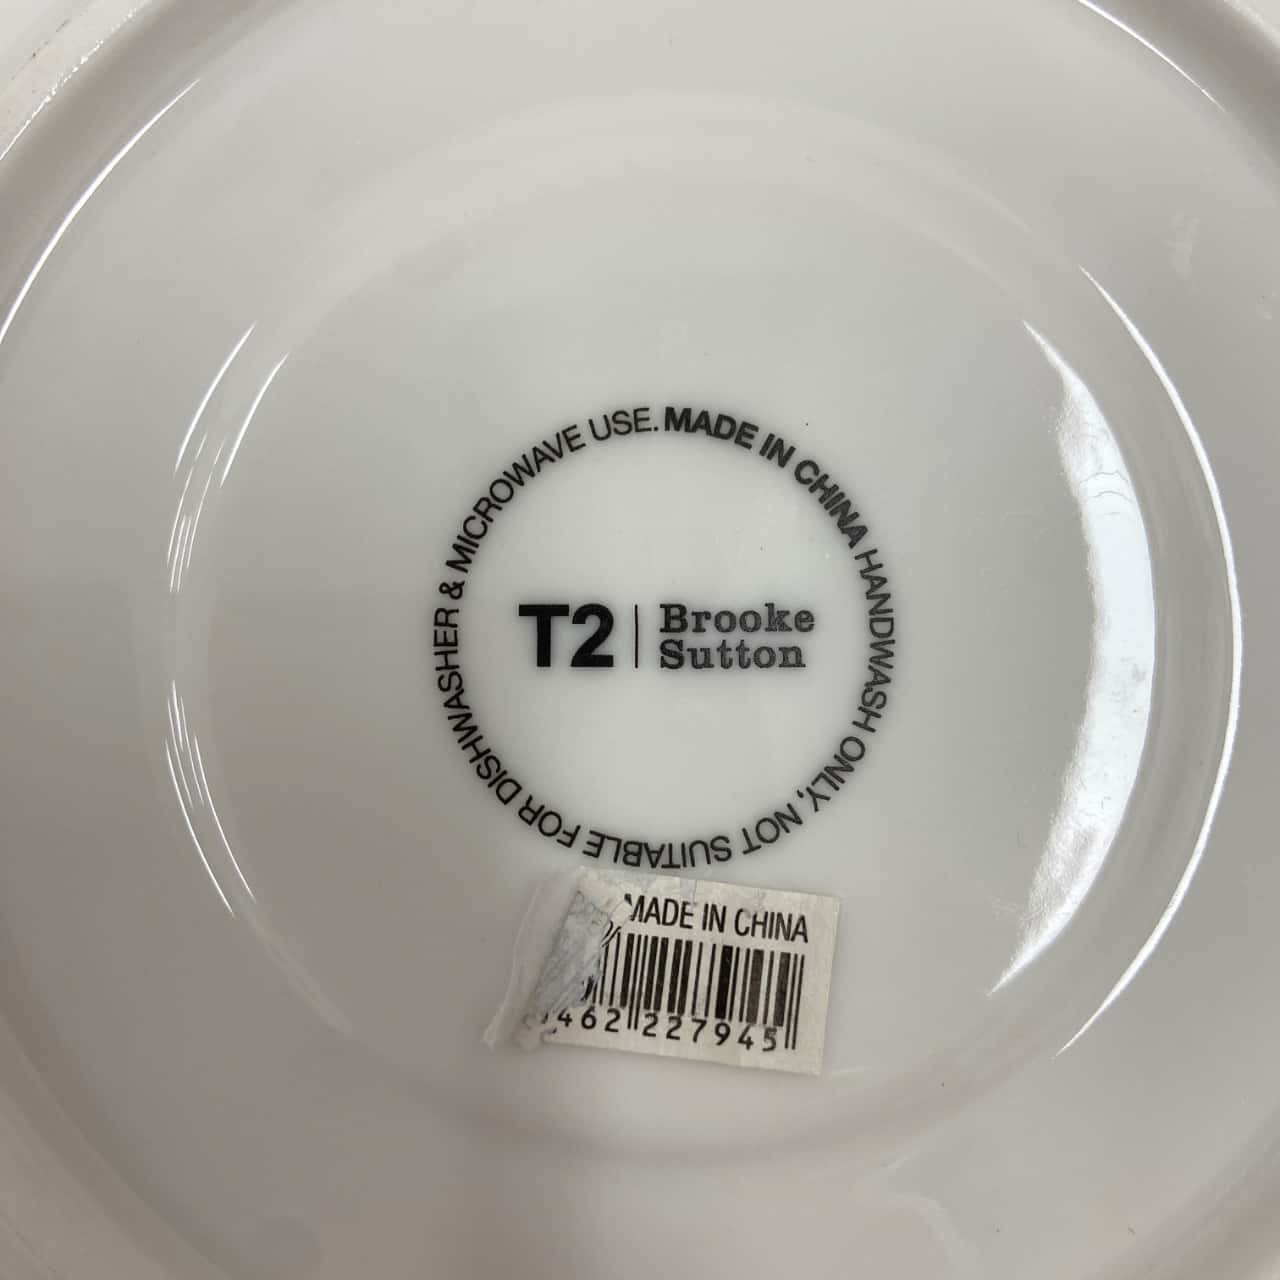 MADE IN CHINA HANDWASH ONLY, NOT SUITABLE FOR DISHWASHER & MICROWAVE USE.
T2 | Brooke
Sutton
MADE IN CHINA
462 227945